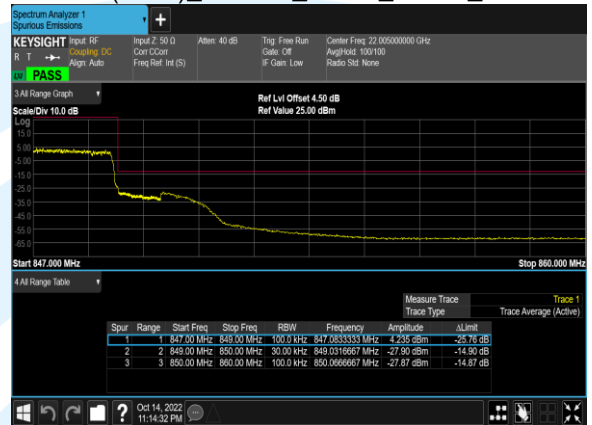 Spectrum Analyzer 1
Spurious Emissions
KEYSIGHT Input: RF Input Z: 50 Ω Atten: 40 dB Trig: Free Run Center Freq: 22.005000000 GHz
R T Coupling: DC Corr CCorr Gate: Off Avg|Hold: 100/100
Align: Auto Freq Ref: Int (S) IF Gain: Low Radio Std: None
LM PASS
3 All Range Graph
Ref Lvl Offset 4.50 dB
Scale/Div 10.0 dB Ref Value 25.00 dBm
Log
15.0
5.00
-5.00
-15.0
-25.0
-35.0
-45.0
-55.0
-65.0
Start 847.000 MHz Stop 860.000 MHz
4 All Range Table
Measure Trace Trace 1
Trace Type Trace Average (Active)
Spur Range Start Freq Stop Freq RBW Frequency Amplitude ΔLimit
1 1 847.00 MHz 849.00 MHz 100.0 kHz 847.0833333 MHz 4.235 dBm -25.76 dB
2 2 849.00 MHz 850.00 MHz 30.00 kHz 849.0316667 MHz -27.90 dBm -14.90 dB
3 3 850.00 MHz 860.00 MHz 100.0 kHz 850.0666667 MHz -27.87 dBm -14.87 dB
? Oct 14, 2022
11:14:32 PM